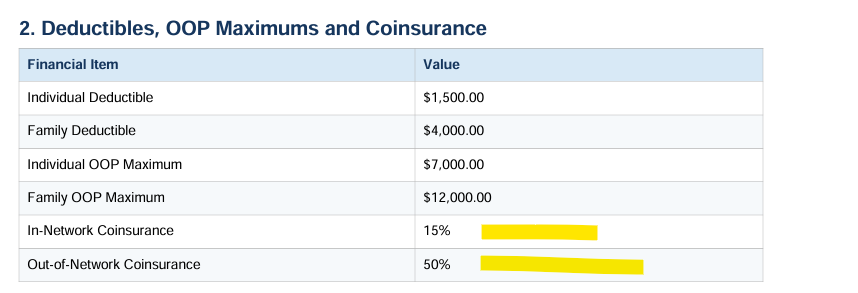 2. Deductibles, OOP Maximums and Coinsurance
Financial Item Value
Individual Deductible $1,500.00
Family Deductible $4,000.00
Individual OOP Maximum $7,000.00
Family OOP Maximum $12,000.00
In-Network Coinsurance 15%
Out-of-Network Coinsurance 50%